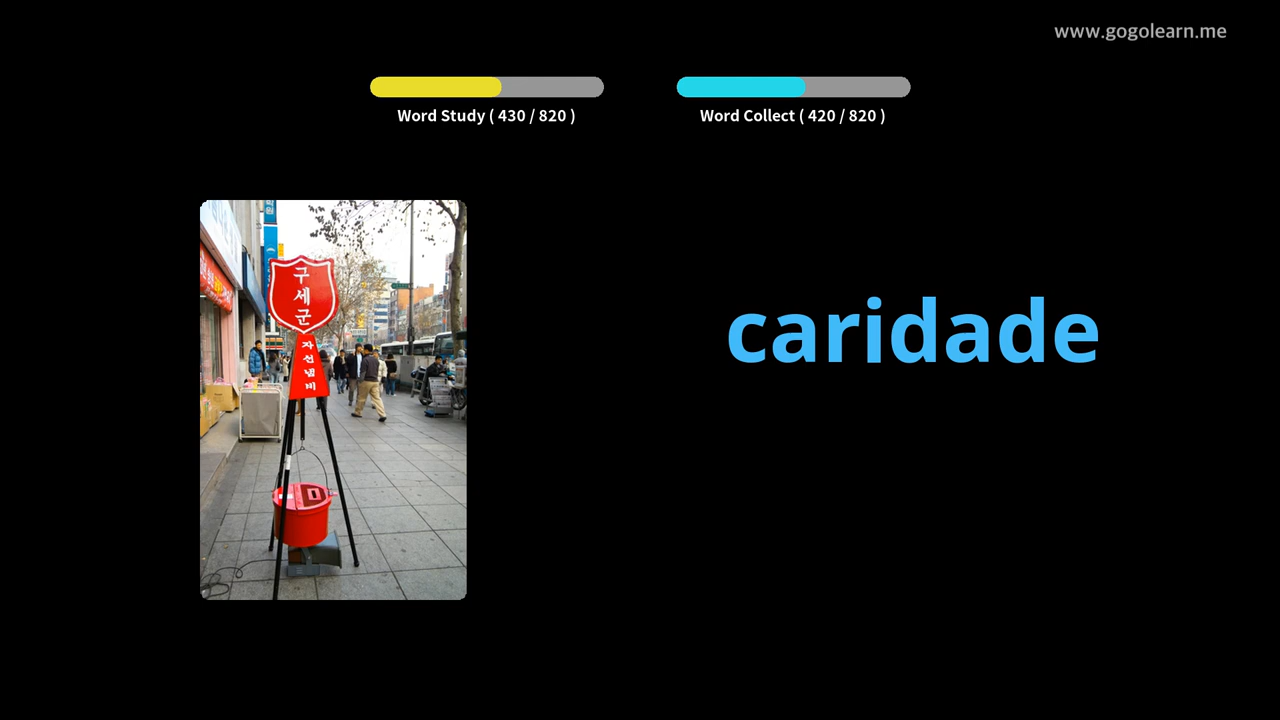 www.gogolearn.me
Word Study ( 430 / 820 )
Word Collect ( 420 / 820 )
구
세
군
자
선
냄
비
caridade